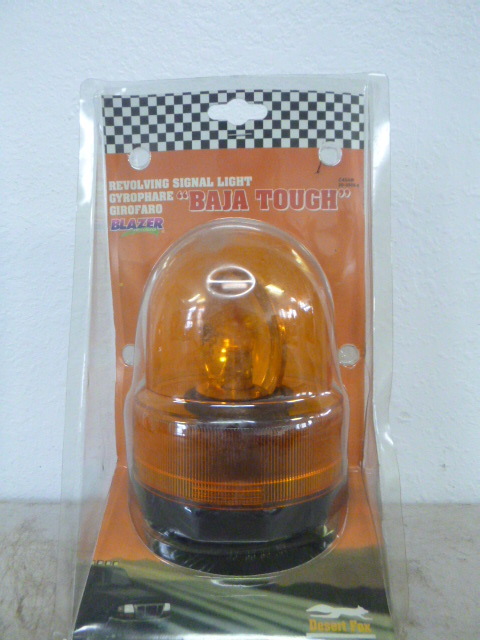 REVOLVING SIGNAL LIGHT
GYROPHARE "BAJA TOUGH"
GIROFARO
BLAZER
Desert Fox